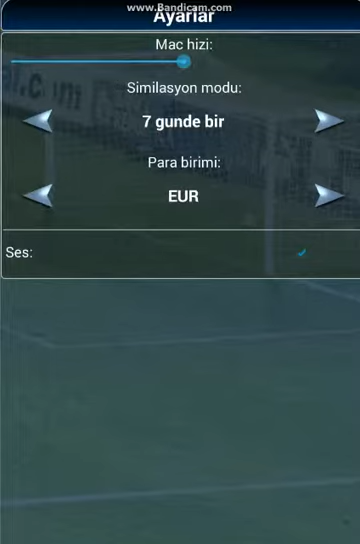 www.Bandicam.com
Ayarlar
Mac hizi:
Similasyon modu:
7 gunde bir
Para birimi:
EUR
Ses: